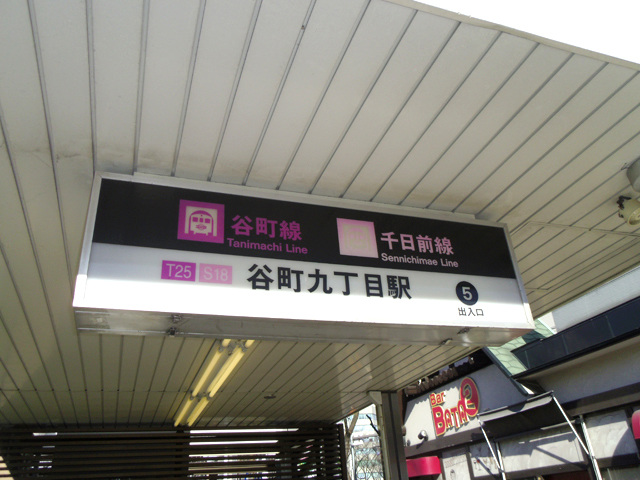 谷町線
Tanimachi Line
千日前線
Sennichimae Line
T25 S18 谷町九丁目駅
5
出入口
Bar